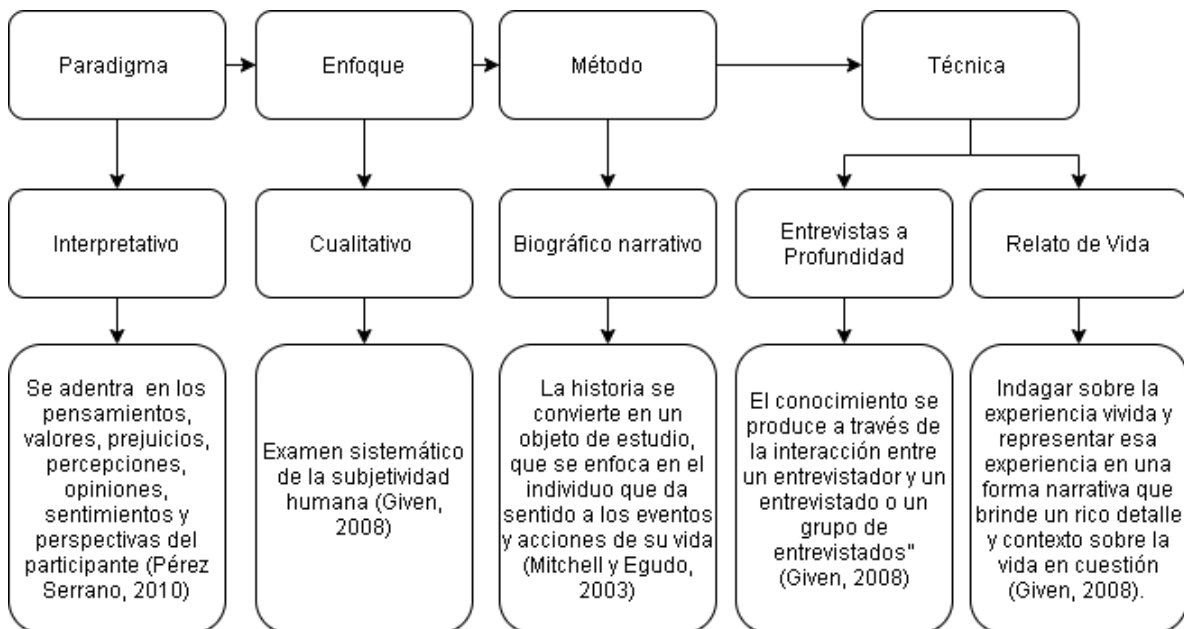 Paradigma
Enfoque
Método
Técnica
Interpretativo
Cualitativo
Biográfico narrativo
Entrevistas a
Profundidad
Relato de Vida
Se adentra en los
pensamientos,
valores, prejuicios,
percepciones,
opiniones,
sentimientos y
perspectivas del
participante (Pérez
Serrano, 2010)
Examen sistemático
de la subjetividad
humana (Given,
2008)
La historia se
convierte en un
objeto de estudio,
que se enfoca en el
individuo que da
sentido a los eventos
y acciones de su vida
(Mitchell y Egudo,
2003)
El conocimiento se
produce a través de
la interacción entre
un entrevistador y un
entrevistado o un
grupo de
entrevistados"
(Given, 2008)
Indagar sobre la
experiencia vivida y
representar esa
experiencia en una
forma narrativa que
brinde un rico detalle
y contexto sobre la
vida en cuestión
(Given, 2008).